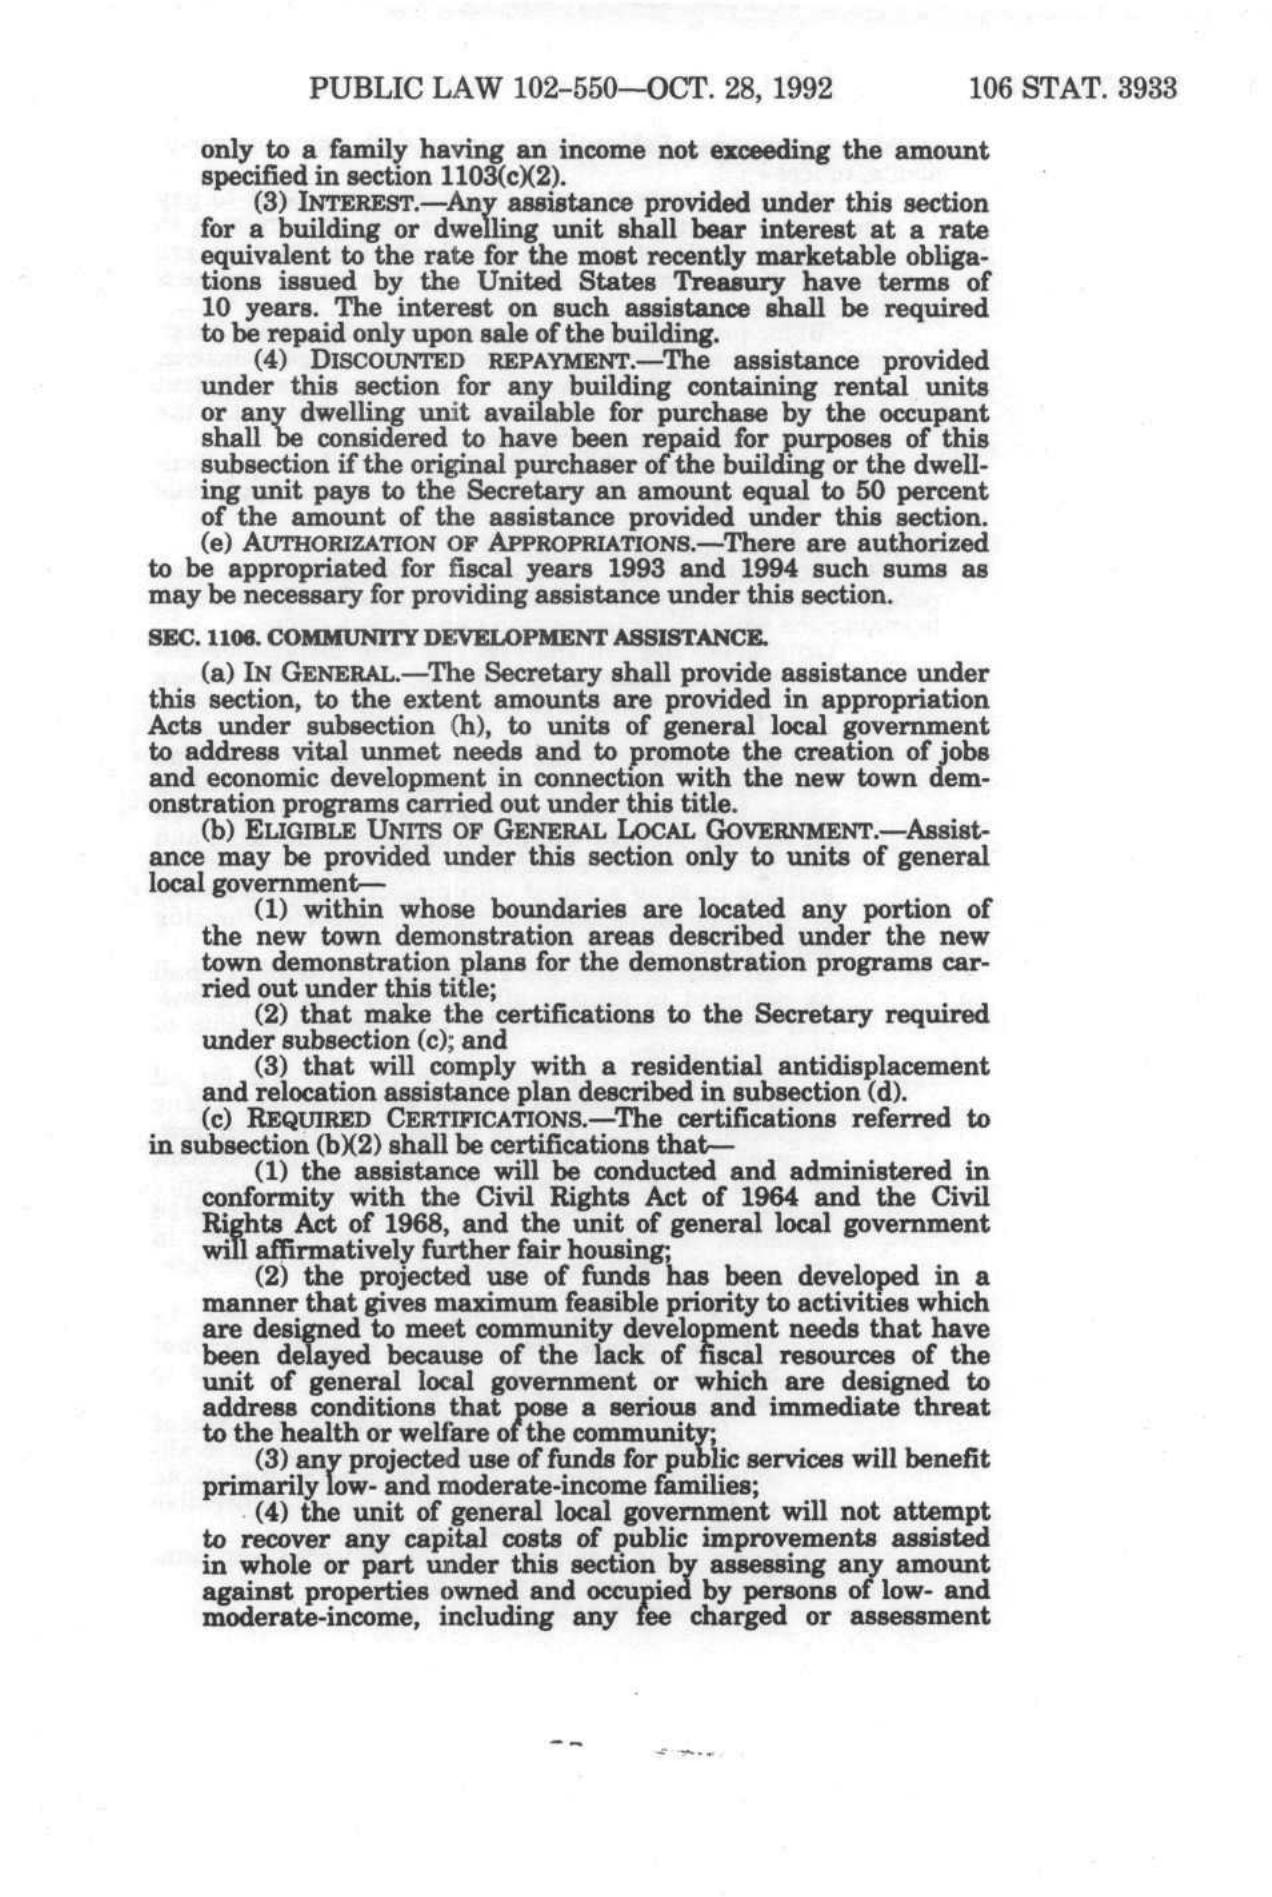 PUBLIC LAW 102–550—OCT. 28, 1992 106 STAT. 3933
only to a family having an income not exceeding the amount
specified in section 1103(c)(2).
(3) INTEREST.—Any assistance provided under this section
for a building or dwelling unit shall bear interest at a rate
equivalent to the rate for the most recently marketable obliga-
tions issued by the United States Treasury have terms of
10 years. The interest on such assistance shall be required
to be repaid only upon sale of the building.
(4) DISCOUNTED REPAYMENT.—The assistance provided
under this section for any building containing rental units
or any dwelling unit available for purchase by the occupant
shall be considered to have been repaid for purposes of this
subsection if the original purchaser of the building or the dwell-
ing unit pays to the Secretary an amount equal to 50 percent
of the amount of the assistance provided under this section.
(e) AUTHORIZATION OF APPROPRIATIONS.—There are authorized
to be appropriated for fiscal years 1993 and 1994 such sums as
may be necessary for providing assistance under this section.
SEC. 1106. COMMUNITY DEVELOPMENT ASSISTANCE.
(a) IN GENERAL.—The Secretary shall provide assistance under
this section, to the extent amounts are provided in appropriation
Acts under subsection (h), to units of general local government
to address vital unmet needs and to promote the creation of jobs
and economic development in connection with the new town dem-
onstration programs carried out under this title.
(b) ELIGIBLE UNITS OF GENERAL LOCAL GOVERNMENT.—Assist-
ance may be provided under this section only to units of general
local government—
(1) within whose boundaries are located any portion of
the new town demonstration areas described under the new
town demonstration plans for the demonstration programs car-
ried out under this title;
(2) that make the certifications to the Secretary required
under subsection (c); and
(3) that will comply with a residential antidisplacement
and relocation assistance plan described in subsection (d).
(c) REQUIRED CERTIFICATIONS.—The certifications referred to
in subsection (b)(2) shall be certifications that—
(1) the assistance will be conducted and administered in
conformity with the Civil Rights Act of 1964 and the Civil
Rights Act of 1968, and the unit of general local government
will affirmatively further fair housing;
(2) the projected use of funds has been developed in a
manner that gives maximum feasible priority to activities which
are designed to meet community development needs that have
been delayed because of the lack of fiscal resources of the
unit of general local government or which are designed to
address conditions that pose a serious and immediate threat
to the health or welfare of the community;
(3) any projected use of funds for public services will benefit
primarily low- and moderate-income families;
(4) the unit of general local government will not attempt
to recover any capital costs of public improvements assisted
in whole or part under this section by assessing any amount
against properties owned and occupied by persons of low- and
moderate-income, including any fee charged or assessment